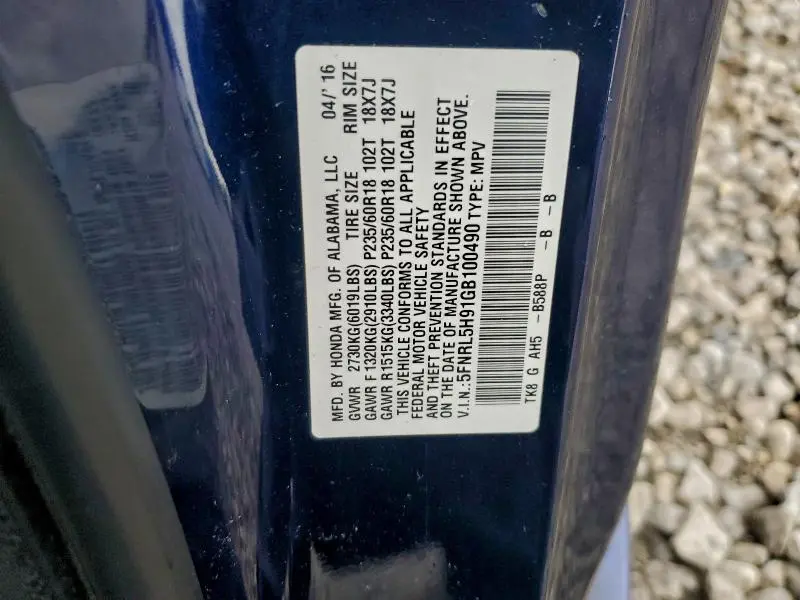 MFD. BY HONDA MFG. OF ALABAMA, LLC 04/' 16
GVWR 2730KG(6019LBS) TIRE SIZE RIM SIZE
GAWR F 1320KG(2910LBS) P235/60R18 102T 18X7J
GAWR R1515KG(3340LBS) P235/60R18 102T 18X7J
THIS VEHICLE CONFORMS TO ALL APPLICABLE
FEDERAL MOTOR VEHICLE SAFETY
AND THEFT PREVENTION STANDARDS IN EFFECT
ON THE DATE OF MANUFACTURE SHOWN ABOVE.
V.I.N.:5FNRL5H91GB100490 TYPE: MPV
TK8 G AH5 -B588P -B -B